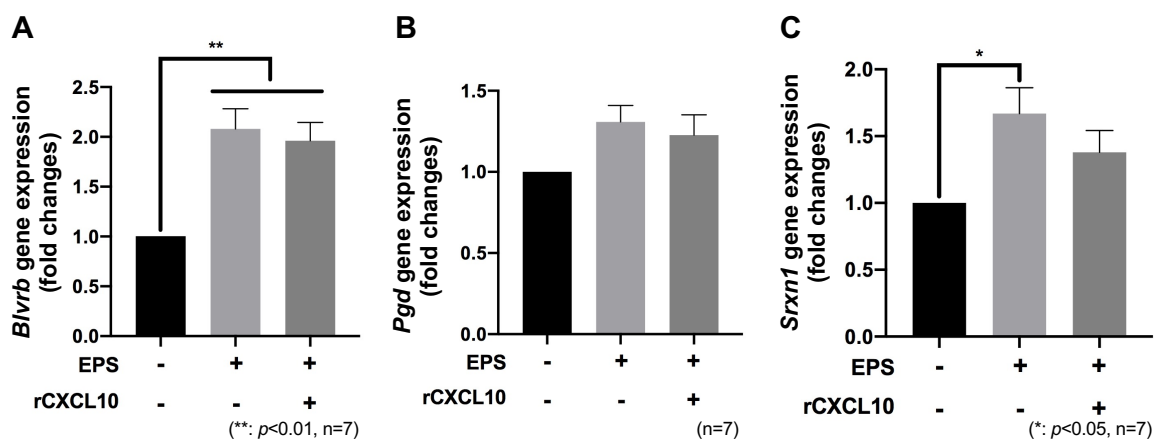 A
**
Blvrb gene expression
(fold changes)
2.5
2.0
1.5
1.0
0.5
0.0
EPS - + +
rCXCL10 - - +
(**: p<0.01, n=7)
B
Pgd gene expression
(fold changes)
1.5
1.0
0.5
0.0
EPS - + +
rCXCL10 - - +
(n=7)
C
*
Srxn1 gene expression
(fold changes)
2.0
1.5
1.0
0.5
0.0
EPS - + +
rCXCL10 - - +
(*: p<0.05, n=7)